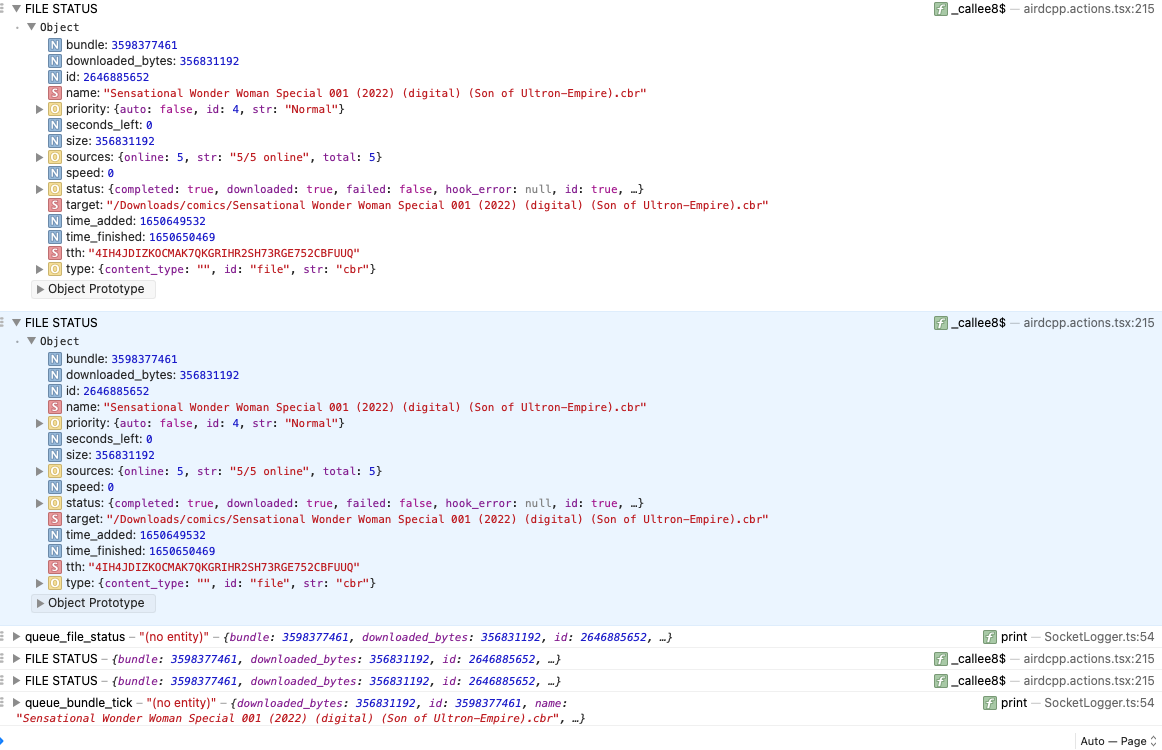 FILE STATUS
_callee8$ — airdcpp.actions.tsx:215
Object
N bundle: 3598377461
N downloaded_bytes: 356831192
N id: 2646885652
S name: "Sensational Wonder Woman Special 001 (2022) (digital) (Son of Ultron-Empire).cbr"
O priority: {auto: false, id: 4, str: "Normal"}
N seconds_left: 0
N size: 356831192
O sources: {online: 5, str: "5/5 online", total: 5}
N speed: 0
O status: {completed: true, downloaded: true, failed: false, hook_error: null, id: true, …}
S target: "/Downloads/comics/Sensational Wonder Woman Special 001 (2022) (digital) (Son of Ultron-Empire).cbr"
N time_added: 1650649532
N time_finished: 1650650469
S tth: "4IH4JDIZKOCMAK7QKGRIHR2SH73RGE752CBFUUQ"
O type: {content_type: "", id: "file", str: "cbr"}
Object Prototype
FILE STATUS
f _callee8$ — airdcpp.actions.tsx:215
Object
N bundle: 3598377461
N downloaded_bytes: 356831192
N id: 2646885652
S name: "Sensational Wonder Woman Special 001 (2022) (digital) (Son of Ultron-Empire).cbr"
O priority: {auto: false, id: 4, str: "Normal"}
N seconds_left: 0
N size: 356831192
O sources: {online: 5, str: "5/5 online", total: 5}
N speed: 0
O status: {completed: true, downloaded: true, failed: false, hook_error: null, id: true, …}
S target: "/Downloads/comics/Sensational Wonder Woman Special 001 (2022) (digital) (Son of Ultron-Empire).cbr"
N time_added: 1650649532
N time_finished: 1650650469
S tth: "4IH4JDIZKOCMAK7QKGRIHR2SH73RGE752CBFUUQ"
O type: {content_type: "", id: "file", str: "cbr"}
Object Prototype
queue_file_status – "(no entity)" – {bundle: 3598377461, downloaded_bytes: 356831192, id: 2646885652, …}
f print — SocketLogger.ts:54
FILE STATUS – {bundle: 3598377461, downloaded_bytes: 356831192, id: 2646885652, …}
f _callee8$ — airdcpp.actions.tsx:215
FILE STATUS – {bundle: 3598377461, downloaded_bytes: 356831192, id: 2646885652, …}
f _callee8$ — airdcpp.actions.tsx:215
queue_bundle_tick – "(no entity)" – {downloaded_bytes: 356831192, id: 3598377461, name:
f print — SocketLogger.ts:54
"Sensational Wonder Woman Special 001 (2022) (digital) (Son of Ultron-Empire).cbr", …}
Auto — Page